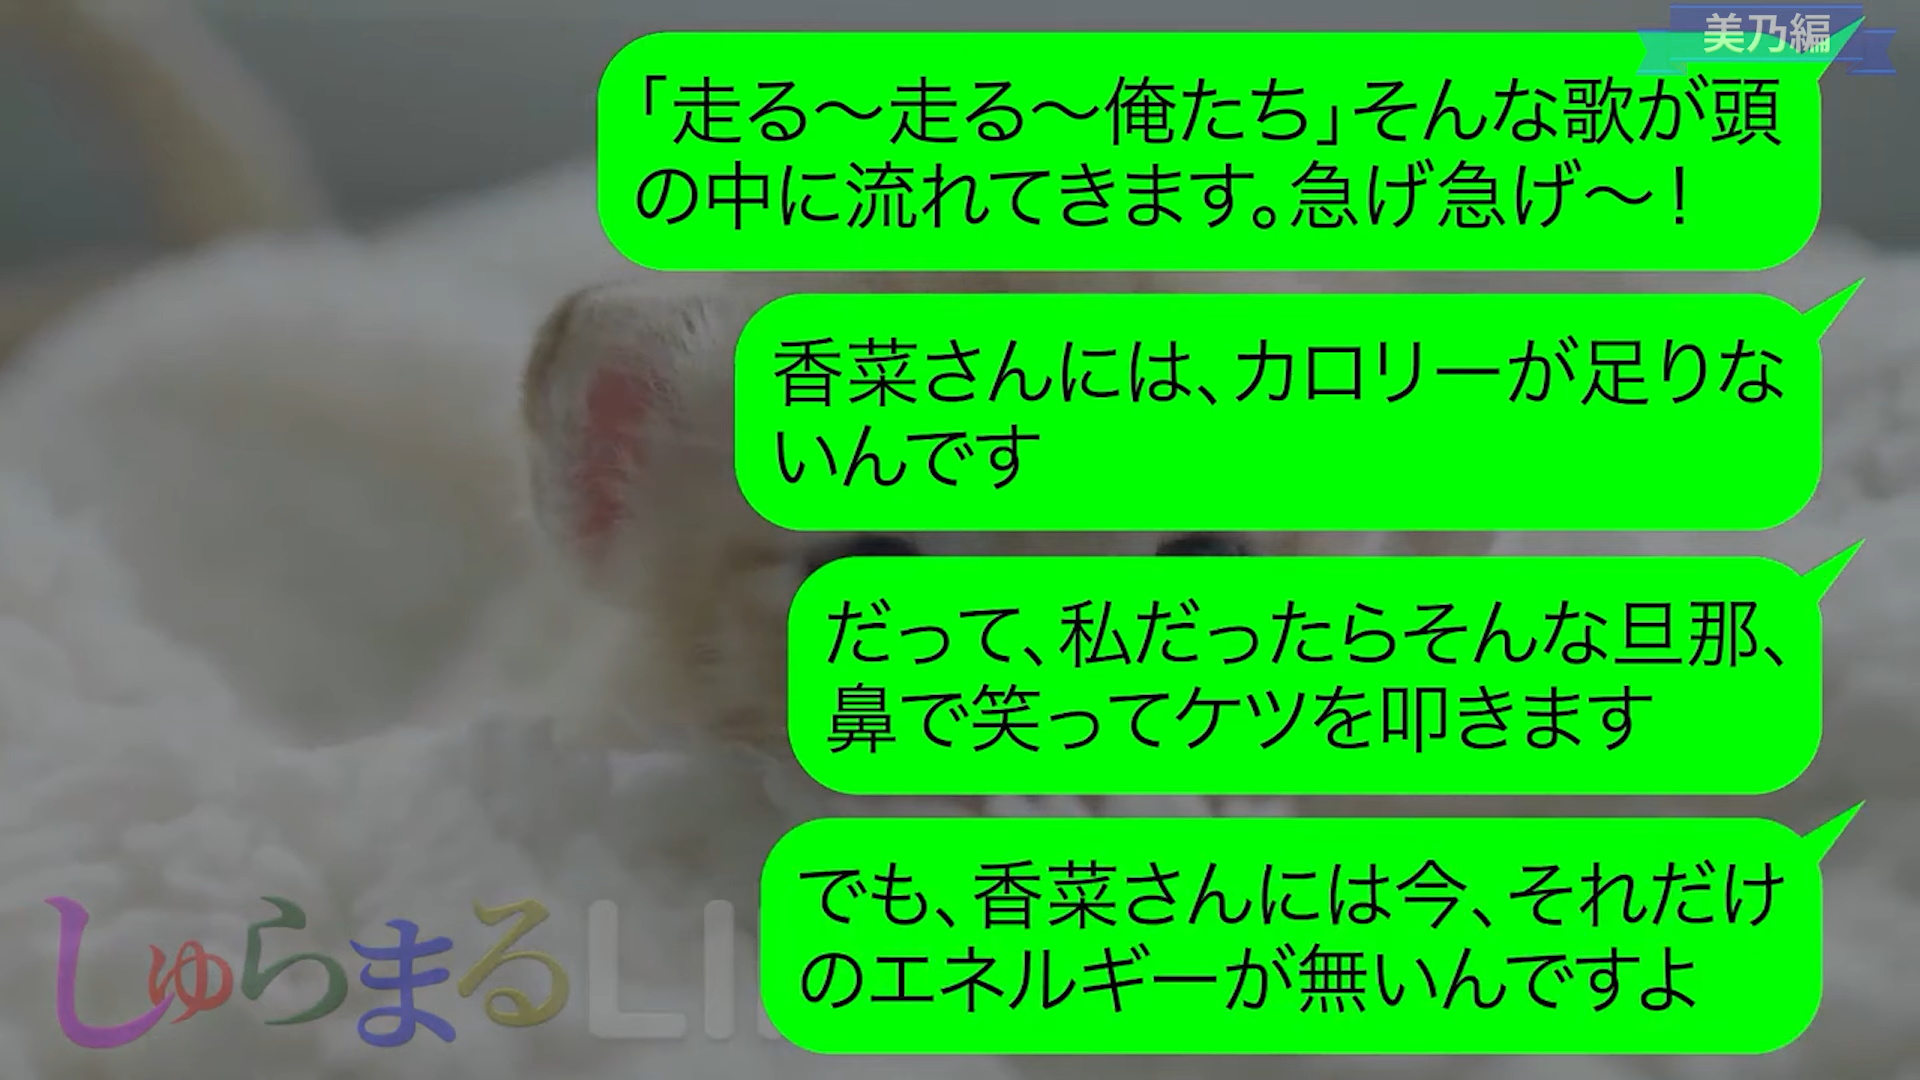 美乃編
「走る〜走る〜俺たち」そんな歌が頭
の中に流れてきます。急げ急げ〜！
香菜さんには、カロリーが足りな
いんです
だって、私だったらそんな旦那、
鼻で笑ってケツを叩きます
でも、香菜さんには今、それだけ
のエネルギーが無いんですよ
しゅらまるLI